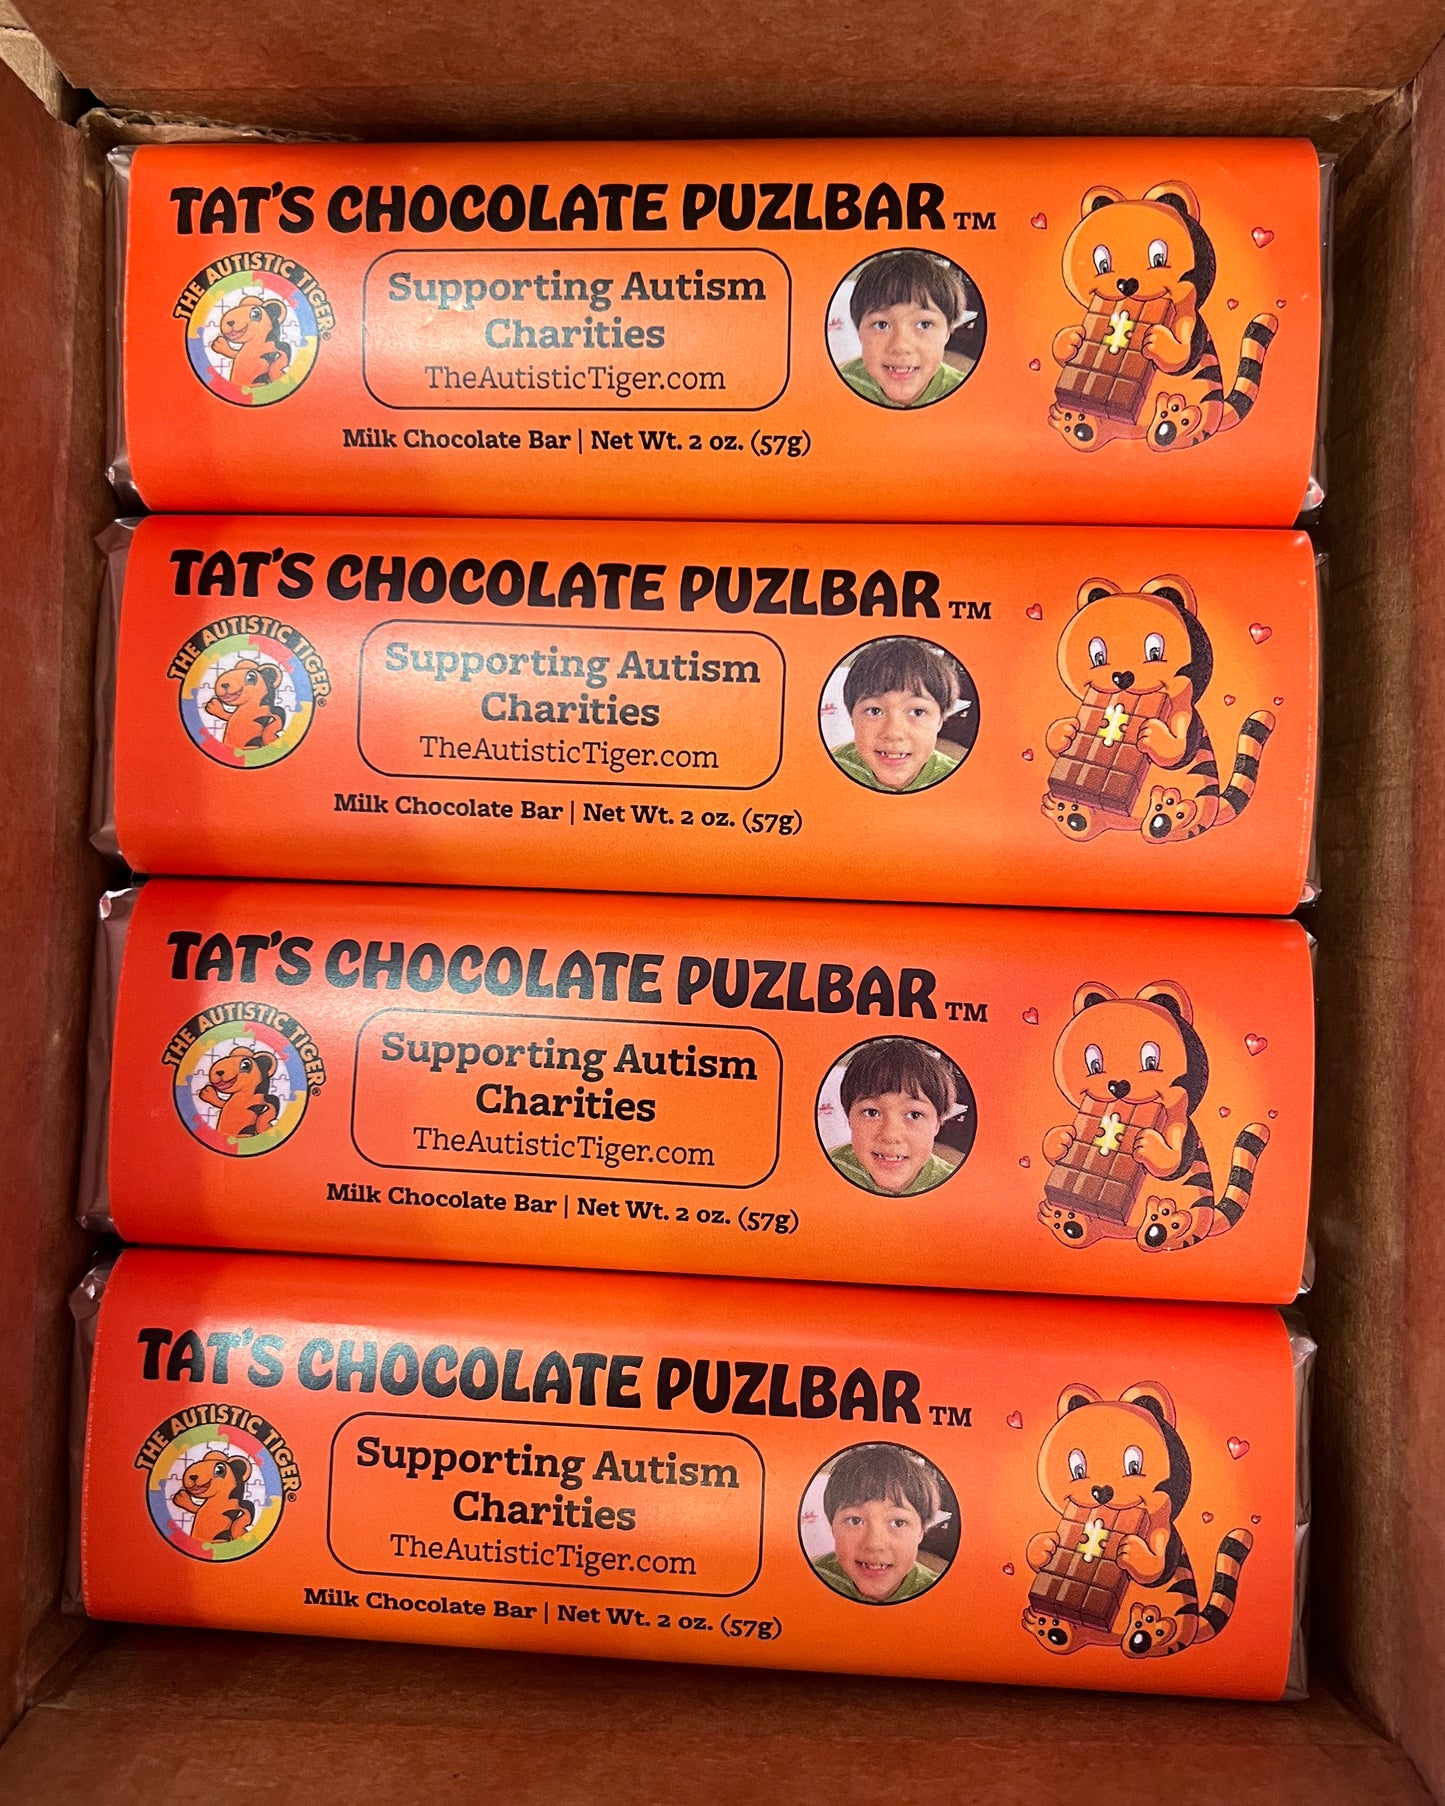 TAT'S CHOCOLATE PUZLBAR™
THE AUTISTIC TIGER®
Supporting Autism
Charities
TheAutisticTiger.com
Milk Chocolate Bar | Net Wt. 2 oz. (57g)
TAT'S CHOCOLATE PUZLBAR™
THE AUTISTIC TIGER®
Supporting Autism
Charities
TheAutisticTiger.com
Milk Chocolate Bar | Net Wt. 2 oz. (57g)
TAT'S CHOCOLATE PUZLBAR™
THE AUTISTIC TIGER®
Supporting Autism
Charities
TheAutisticTiger.com
Milk Chocolate Bar | Net Wt. 2 oz. (57g)
TAT'S CHOCOLATE PUZLBAR™
THE AUTISTIC TIGER®
Supporting Autism
Charities
TheAutisticTiger.com
Milk Chocolate Bar | Net Wt. 2 oz. (57g)